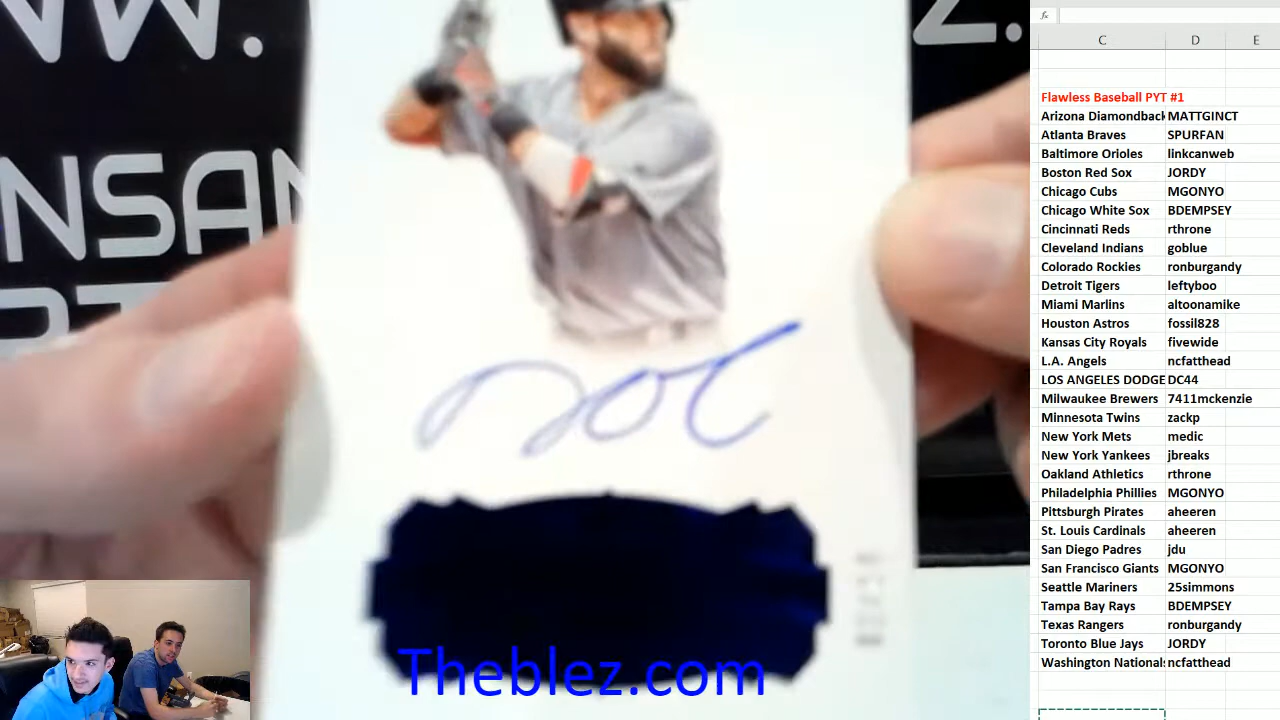 W.
Z.
NSAN
fx
C D E
Flawless Baseball PYT #1
Arizona Diamondback MATTGINCT
Atlanta Braves SPURFAN
Baltimore Orioles linkcanweb
Boston Red Sox JORDY
Chicago Cubs MGONYO
Chicago White Sox BDEMPSEY
Cincinnati Reds rthrone
Cleveland Indians goblue
Colorado Rockies ronburgandy
Detroit Tigers leftyboo
Miami Marlins altoonamike
Houston Astros fossil828
Kansas City Royals fivewide
L.A. Angels ncfatthead
LOS ANGELES DODGE DC44
Milwaukee Brewers 7411mckenzie
Minnesota Twins zackp
New York Mets medic
New York Yankees jbreaks
Oakland Athletics rthrone
Philadelphia Phillies MGONYO
Pittsburgh Pirates aheeren
St. Louis Cardinals aheeren
San Diego Padres jdu
San Francisco Giants MGONYO
Seattle Mariners 25simmons
Tampa Bay Rays BDEMPSEY
Texas Rangers ronburgandy
Toronto Blue Jays JORDY
Washington Nationals ncfatthead
Theblez.com